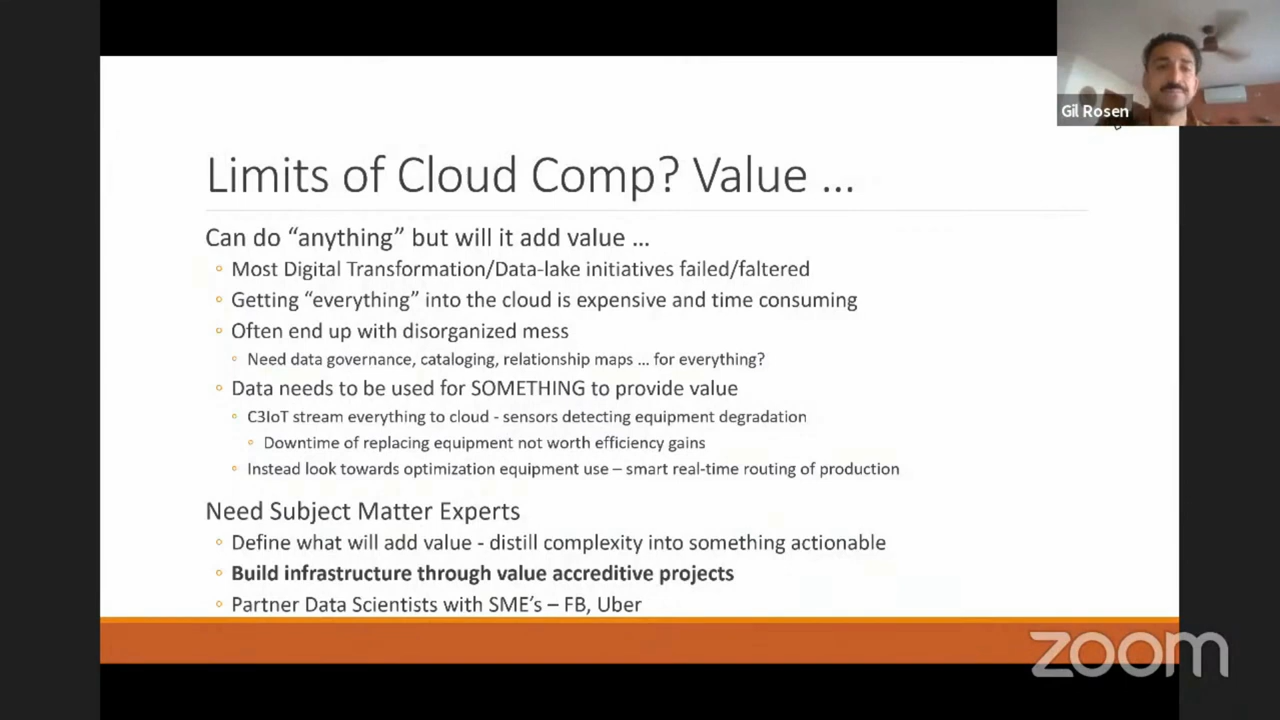 Gil Rosen
Limits of Cloud Comp? Value ...
Can do “anything” but will it add value ...
Most Digital Transformation/Data-lake initiatives failed/faltered
Getting “everything” into the cloud is expensive and time consuming
Often end up with disorganized mess
Need data governance, cataloging, relationship maps ... for everything?
Data needs to be used for SOMETHING to provide value
C3IoT stream everything to cloud - sensors detecting equipment degradation
Downtime of replacing equipment not worth efficiency gains
Instead look towards optimization equipment use – smart real-time routing of production
Need Subject Matter Experts
Define what will add value - distill complexity into something actionable
Build infrastructure through value accreditive projects
Partner Data Scientists with SME’s – FB, Uber
zoom